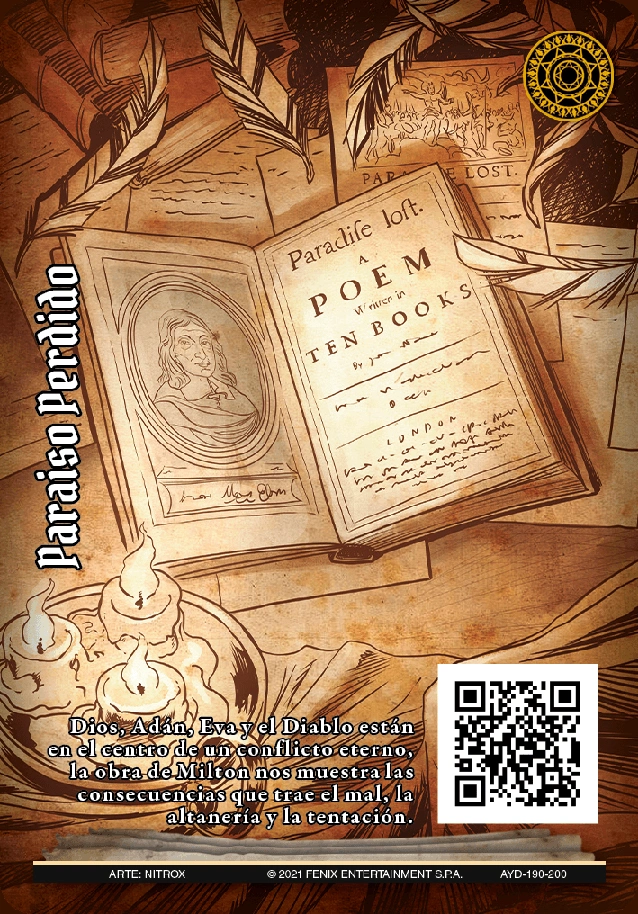 PARADISE LOST.
Paradise lost.
A
POEM
Written in
TEN BOOKS
By
LONDON
Paraiso Perdido
Dios, Adán, Eva y el Diablo están
en el centro de un conflicto eterno,
la obra de Milton nos muestra las
consecuencias que trae el mal, la
altanería y la tentación.
ARTE: NITROX © 2021 FENIX ENTERTAINMENT S.P.A. AYD-190-200